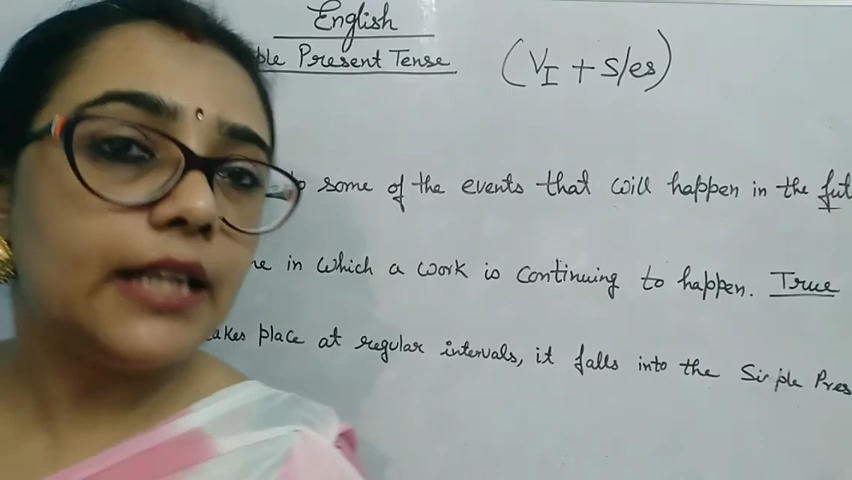 English
ple Present Tense (VI + s/es)
some of the events that will happen in the fut
in which a work is continuing to happen. True
akes place at regular intervals, it falls into the Simple Pres